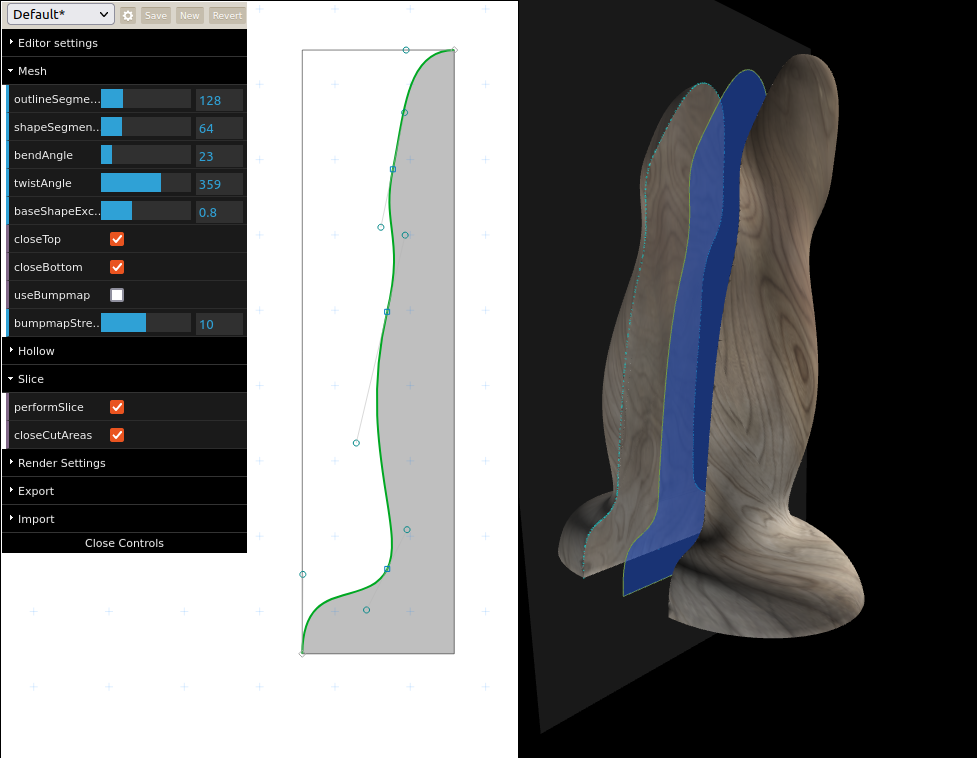 Default* Save New Revert
Editor settings
Mesh
outlineSegme... 128
shapeSegmen.. 64
bendAngle 23
twistAngle 359
baseShapeExc.. 0.8
closeTop
closeBottom
useBumpmap
bumpmapStre.. 10
Hollow
Slice
performSlice
closeCutAreas
Render Settings
Export
Import
Close Controls